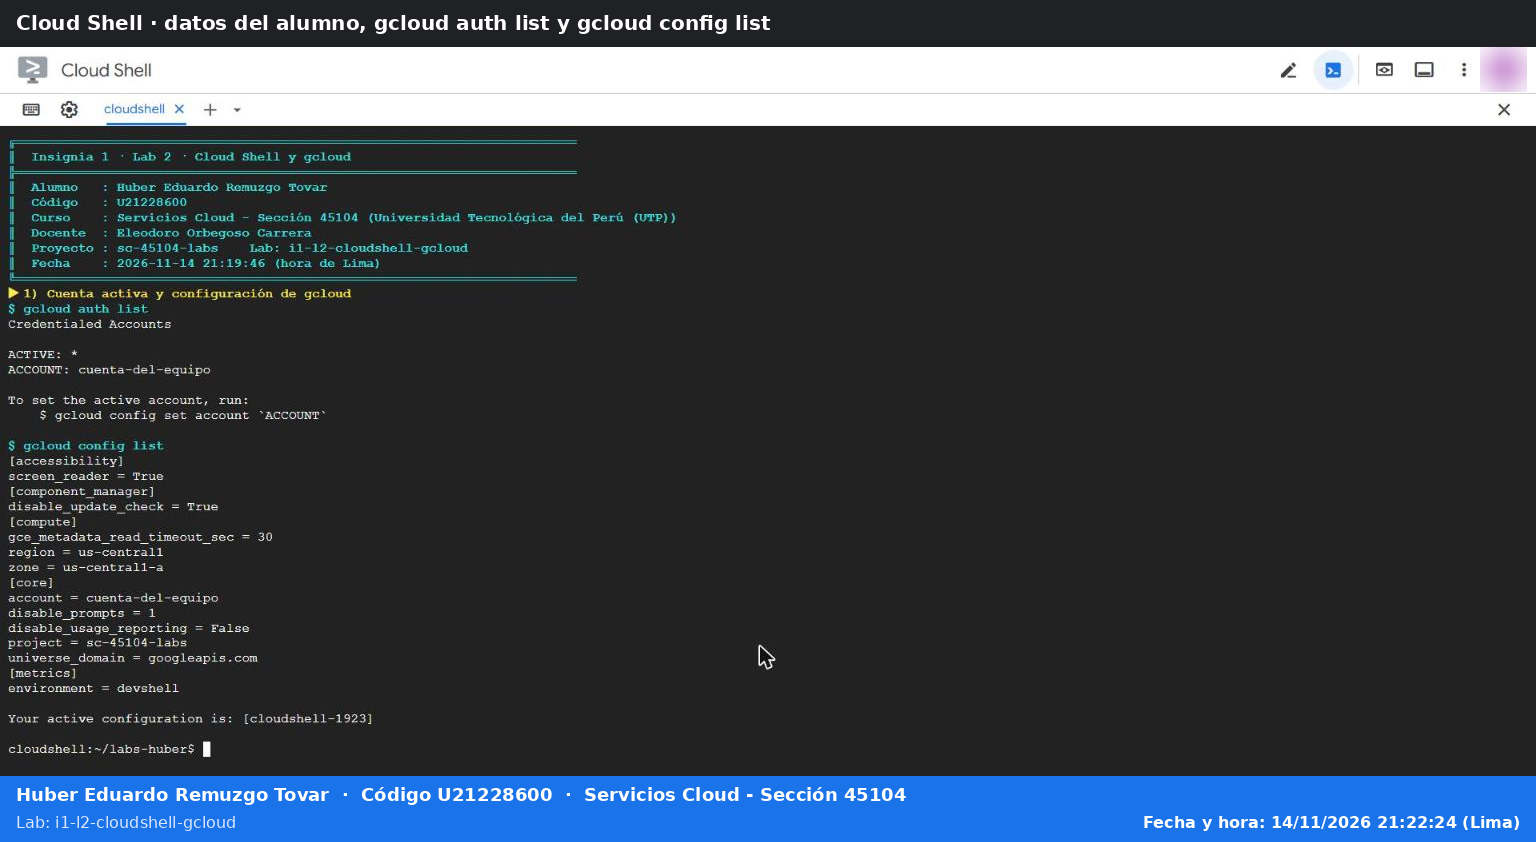 Cloud Shell · datos del alumno, gcloud auth list y gcloud config list
Cloud Shell
cloudshell
Insignia 1 · Lab 2 · Cloud Shell y gcloud
Alumno : Huber Eduardo Remuzgo Tovar
Código : U21228600
Curso : Servicios Cloud - Sección 45104 (Universidad Tecnológica del Perú (UTP))
Docente : Eleodoro Orbegoso Carrera
Proyecto : sc-45104-labs Lab: i1-l2-cloudshell-gcloud
Fecha : 2026-11-14 21:19:46 (hora de Lima)
1) Cuenta activa y configuración de gcloud
$ gcloud auth list
Credentialed Accounts
ACTIVE: *
ACCOUNT: cuenta-del-equipo
To set the active account, run:
$ gcloud config set account `ACCOUNT`
$ gcloud config list
[accessibility]
screen_reader = True
[component_manager]
disable_update_check = True
[compute]
gce_metadata_read_timeout_sec = 30
region = us-central1
zone = us-central1-a
[core]
account = cuenta-del-equipo
disable_prompts = 1
disable_usage_reporting = False
project = sc-45104-labs
universe_domain = googleapis.com
[metrics]
environment = devshell
Your active configuration is: [cloudshell-1923]
cloudshell:~/labs-huber$
Huber Eduardo Remuzgo Tovar · Código U21228600 · Servicios Cloud - Sección 45104
Lab: i1-l2-cloudshell-gcloud
Fecha y hora: 14/11/2026 21:22:24 (Lima)